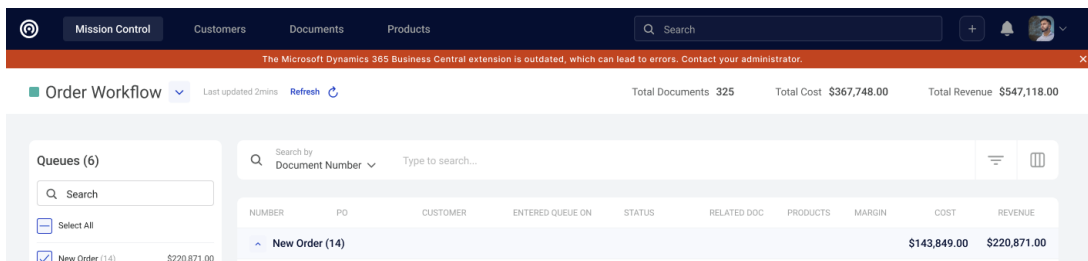 Mission Control Customers Documents Products Search
The Microsoft Dynamics 365 Business Central extension is outdated, which can lead to errors. Contact your administrator.
Order Workflow Last updated 2mins Refresh Total Documents 325 Total Cost $367,748.00 Total Revenue $547,118.00
Queues (6)
Search
Select All
New Order (14) $220,871.00
Search by
Document Number Type to search...
NUMBER PO CUSTOMER ENTERED QUEUE ON STATUS RELATED DOC PRODUCTS MARGIN COST REVENUE
New Order (14) $143,849.00 $220,871.00